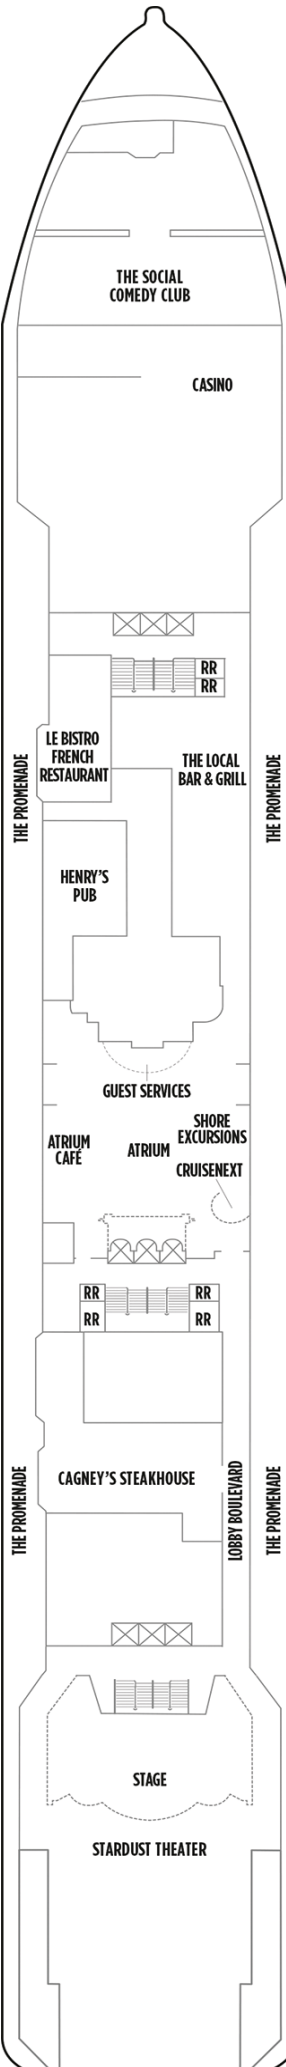 THE SOCIAL
COMEDY CLUB
CASINO
RR
RR
LE BISTRO
FRENCH
RESTAURANT
THE LOCAL
BAR & GRILL
THE PROMENADE
THE PROMENADE
HENRY'S
PUB
GUEST SERVICES
SHORE
EXCURSIONS
ATRIUM
CAFÉ
ATRIUM
CRUISENEXT
RR
RR
RR
RR
CAGNEY'S STEAKHOUSE
THE PROMENADE
LOBBY BOULEVARD
THE PROMENADE
STAGE
STARDUST THEATER